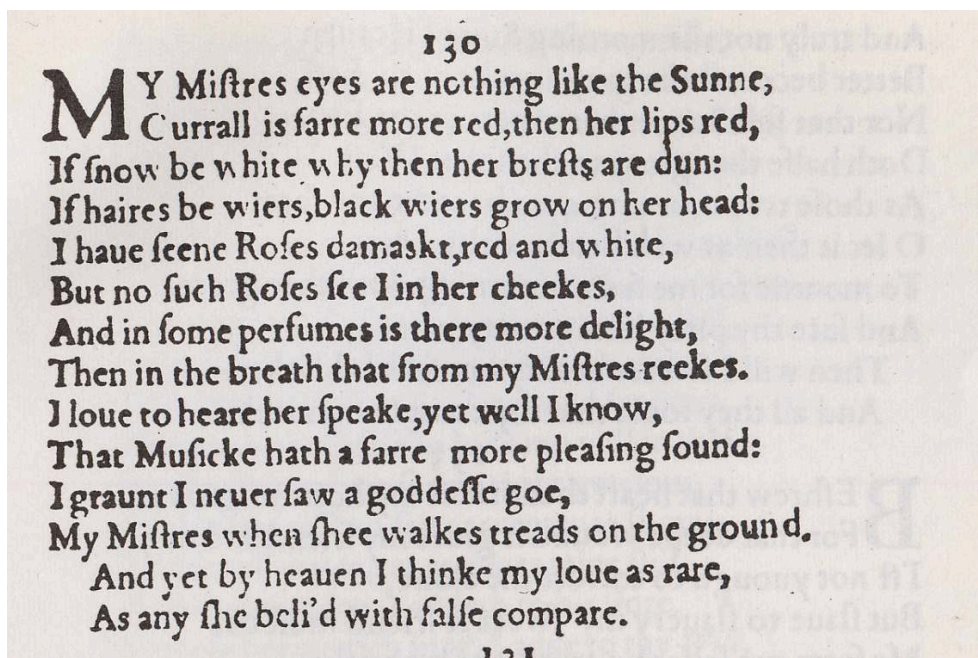 130
MY Miſtres eyes are nothing like the Sunne,
Currall is farre more red,then her lips red,
If ſnow be white why then her breſts are dun:
If haires be wiers,black wiers grow on her head:
I haue ſeene Roſes damaskt,red and white,
But no ſuch Roſes ſee I in her cheekes,
And in ſome perfumes is there more delight,
Then in the breath that from my Miſtres reekes.
I loue to heare her ſpeake,yet well I know,
That Muſicke hath a farre more pleaſing ſound:
I graunt I neuer ſaw a goddeſſe goe,
My Miſtres when ſhee walkes treads on the ground.
And yet by heauen I thinke my loue as rare,
As any ſhe beli'd with falſe compare.
131